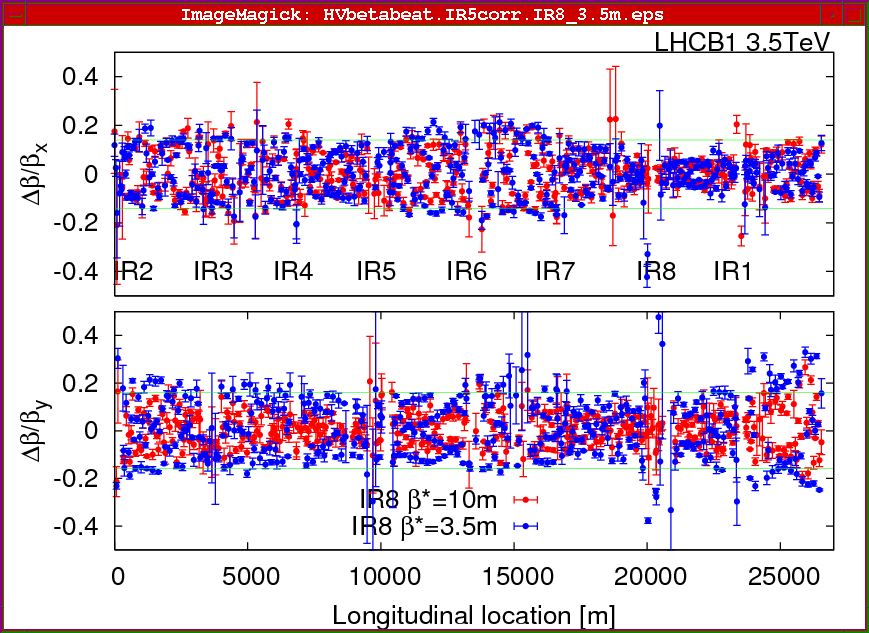 ImageMagick: HVbetabeat.IR5corr.IR8_3.5m.eps
LHCB1 3.5TeV
0.4
0.2
0
-0.2
-0.4
Δβ/βx
IR2 IR3 IR4 IR5 IR6 IR7 IR8 IR1
0.4
0.2
0
-0.2
-0.4
Δβ/βy
IR8 β*=10m
IR8 β*=3.5m
0 5000 10000 15000 20000 25000
Longitudinal location [m]